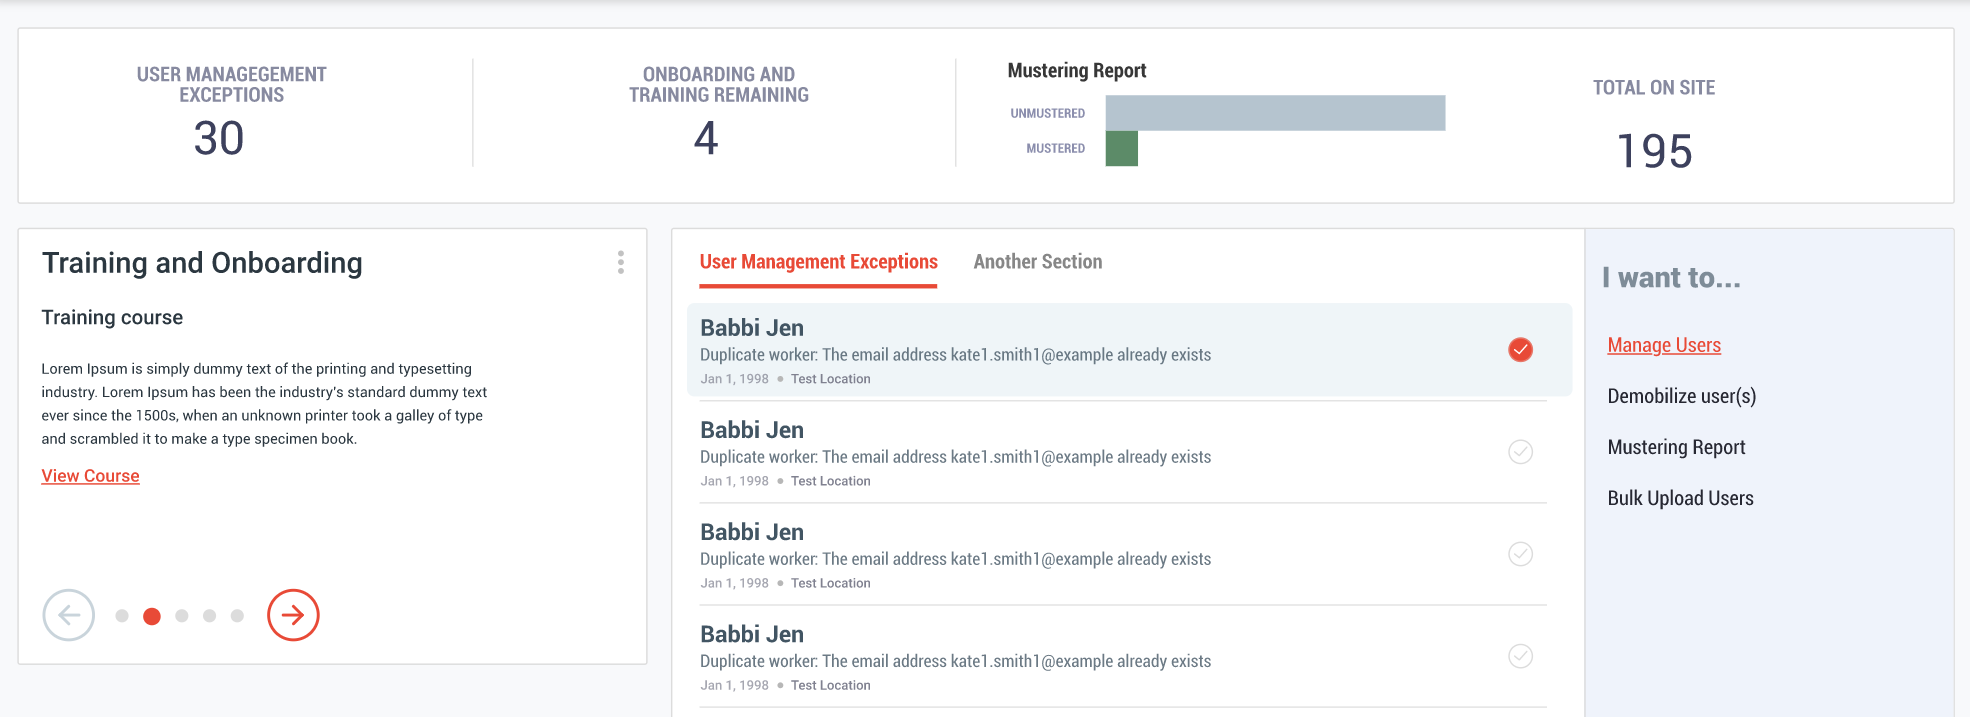 USER MANAGEGEMENT
EXCEPTIONS
30
ONBOARDING AND
TRAINING REMAINING
4
Mustering Report
UNMUSTERED
MUSTERED
TOTAL ON SITE
195
Training and Onboarding
Training course
Lorem Ipsum is simply dummy text of the printing and typesetting
industry. Lorem Ipsum has been the industry's standard dummy text
ever since the 1500s, when an unknown printer took a galley of type
and scrambled it to make a type specimen book.
View Course
User Management Exceptions
Another Section
Babbi Jen
Duplicate worker: The email address kate1.smith1@example already exists
Jan 1, 1998 • Test Location
Babbi Jen
Duplicate worker: The email address kate1.smith1@example already exists
Jan 1, 1998 • Test Location
Babbi Jen
Duplicate worker: The email address kate1.smith1@example already exists
Jan 1, 1998 • Test Location
Babbi Jen
Duplicate worker: The email address kate1.smith1@example already exists
Jan 1, 1998 • Test Location
I want to...
Manage Users
Demobilize user(s)
Mustering Report
Bulk Upload Users